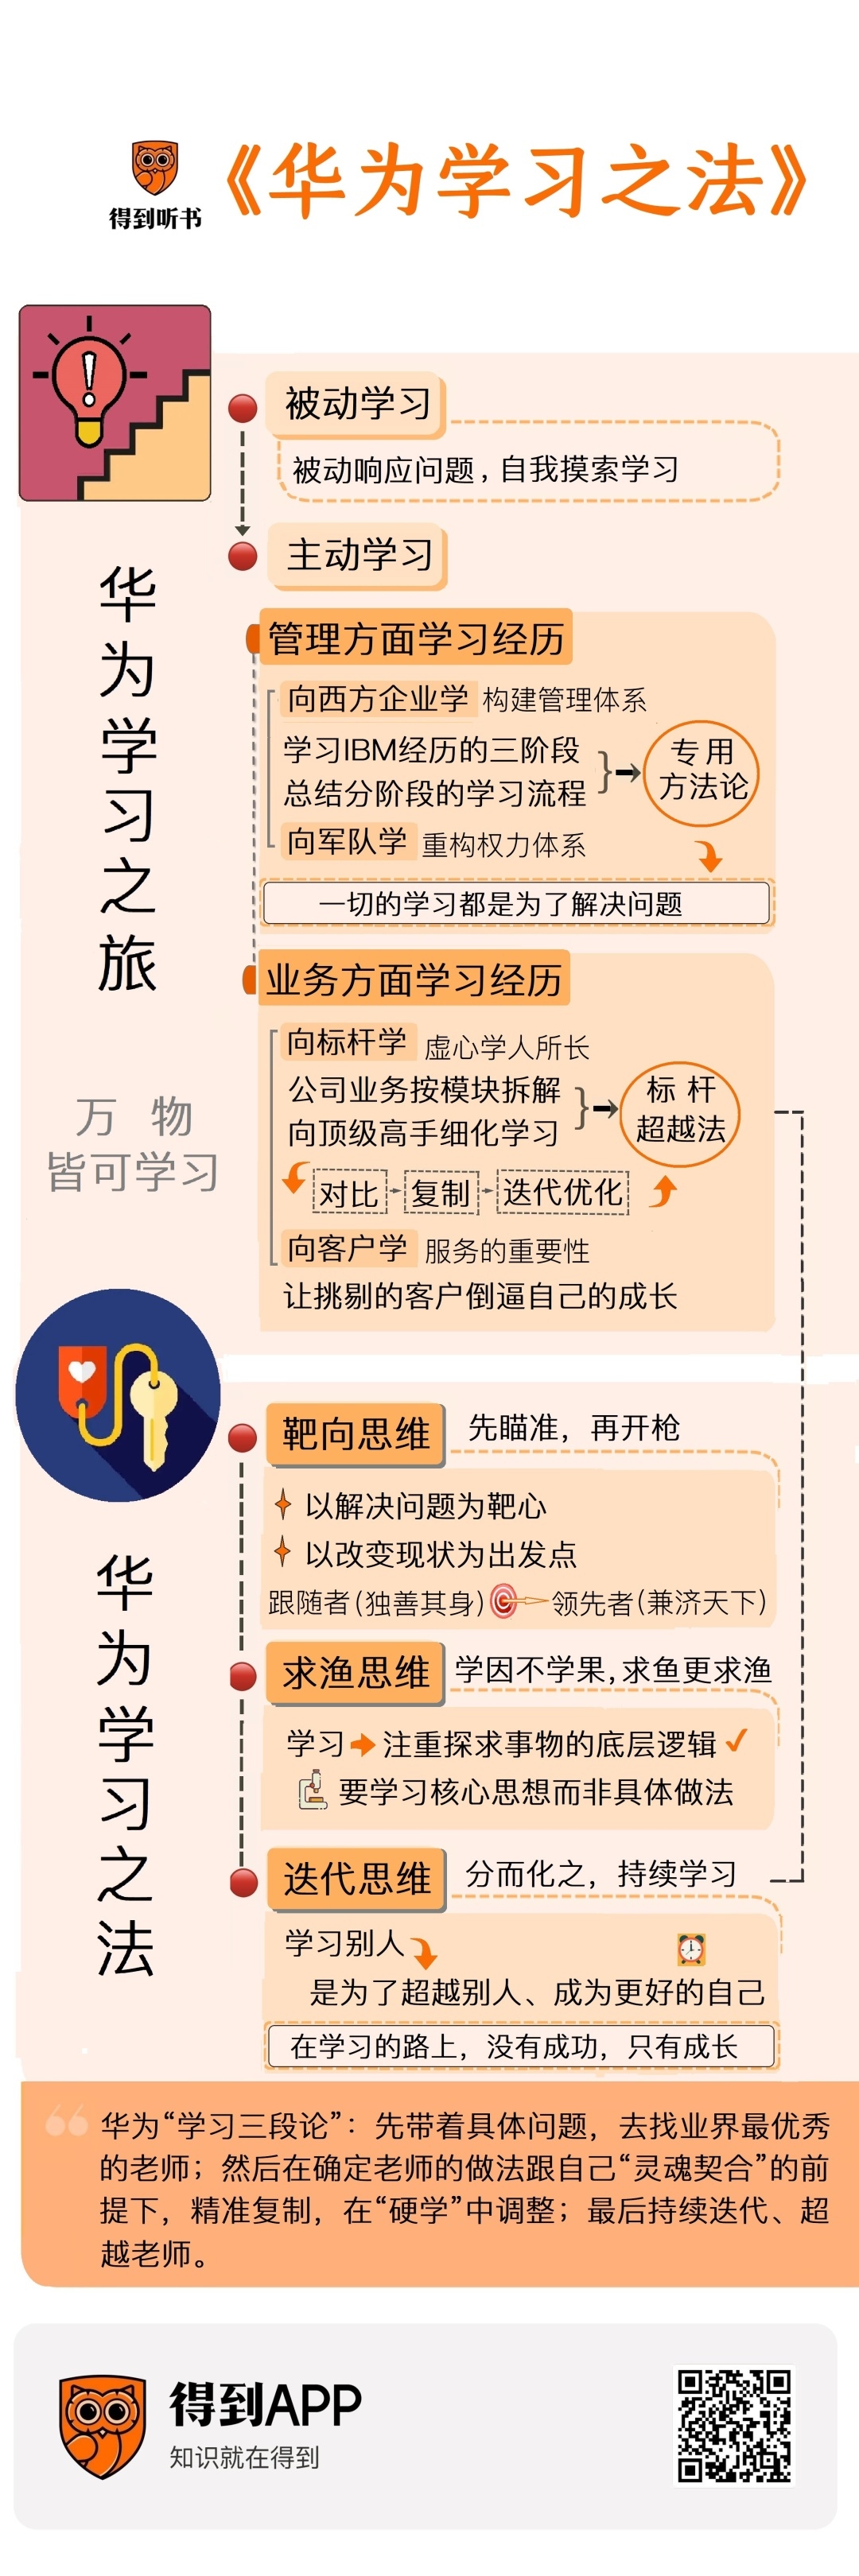 得到听书
《华为学习之法》
华为学习之旅
万 物
皆可学习
被动学习
被动响应问题，自我摸索学习
主动学习
管理方面学习经历
向西方企业学 构建管理体系
学习IBM经历的三阶段
总结分阶段的学习流程
专用
方法论
向军队学 重构权力体系
一切的学习都是为了解决问题
业务方面学习经历
向标杆学 虚心学人所长
公司业务按模块拆解
向顶级高手细化学习
标杆
超越法
对比 复制 迭代优化
向客户学 服务的重要性
让挑剔的客户倒逼自己的成长
华为学习之法
靶向思维 先瞄准，再开枪
以解决问题为靶心
以改变现状为出发点
跟随者(独善其身) 领先者(兼济天下)
求渔思维 学因不学果,求鱼更求渔
学习 注重探求事物的底层逻辑
要学习核心思想而非具体做法
迭代思维 分而化之，持续学习
学习别人
是为了超越别人、成为更好的自己
在学习的路上，没有成功，只有成长
华为“学习三段论”：先带着具体问题，去找业界最优秀
的老师；然后在确定老师的做法跟自己“灵魂契合”的前
提下，精准复制，在“硬学”中调整；最后持续迭代、超
越老师。
得到APP
知识就在得到